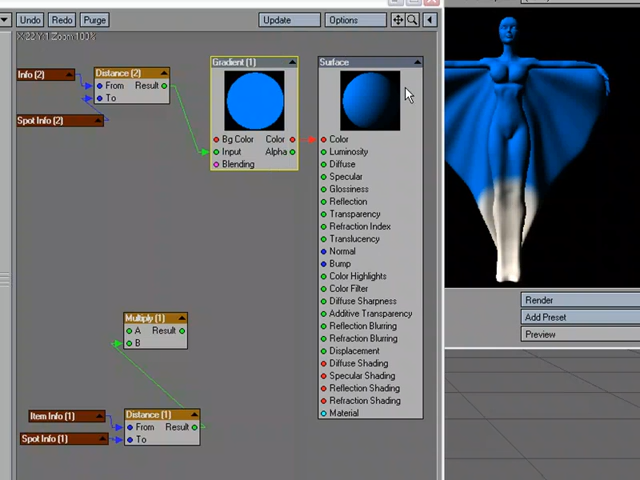 Undo Redo Purge Update Options
X:22 Y:1 Zoom:100%
Info (2)
Distance (2)
From Result
To
Spot Info (2)
Gradient (1)
Bg Color Color
Input Alpha
Blending
Surface
Color
Luminosity
Diffuse
Specular
Glossiness
Reflection
Transparency
Refraction Index
Translucency
Normal
Bump
Color Highlights
Color Filter
Diffuse Sharpness
Additive Transparency
Reflection Blurring
Refraction Blurring
Displacement
Diffuse Shading
Specular Shading
Reflection Shading
Refraction Shading
Material
Multiply (1)
A Result
B
Item Info (1)
Spot Info (1)
Distance (1)
From Result
To
Render
Add Preset
Preview